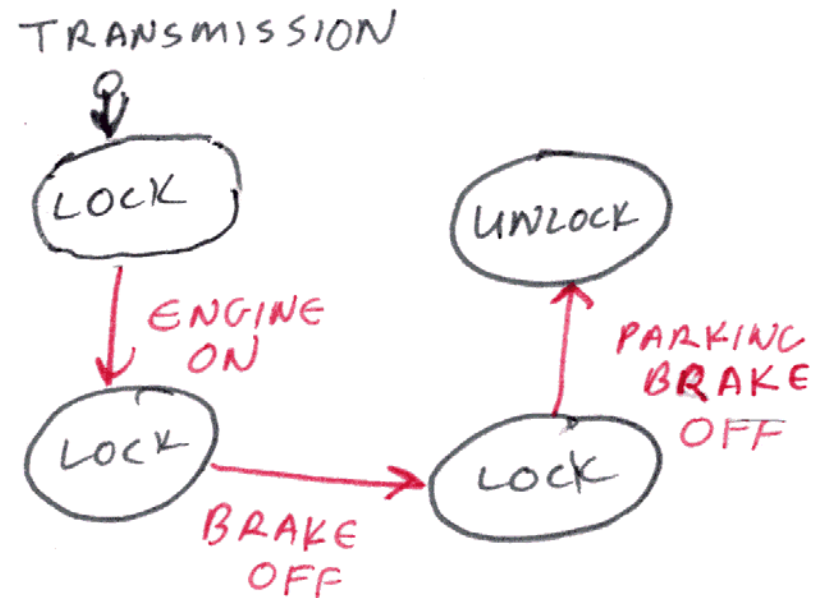 TRANSMISSION
LOCK
ENGINE
ON
LOCK
BRAKE
OFF
LOCK
PARKING
BRAKE
OFF
UNLOCK